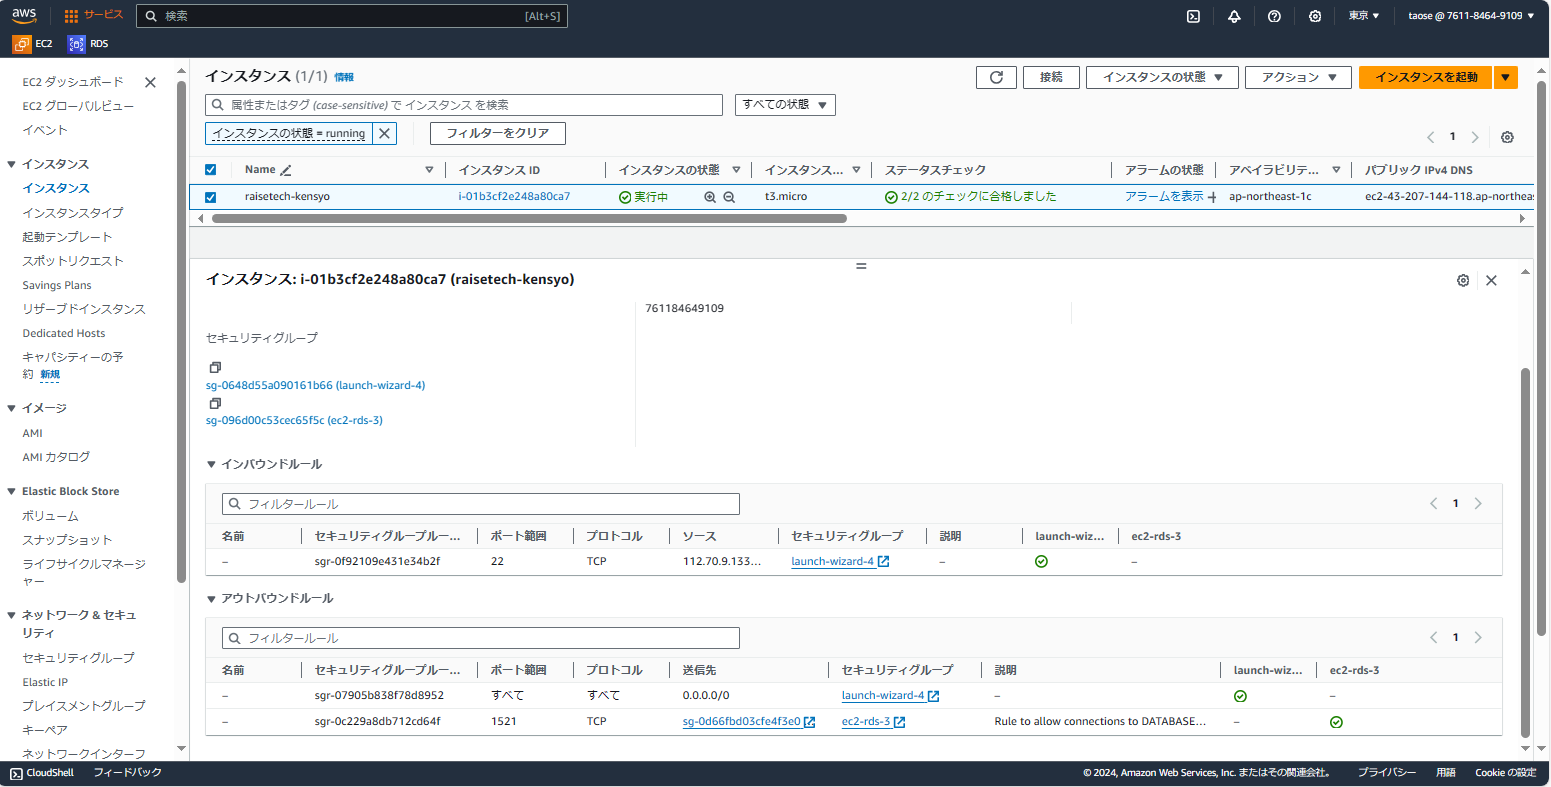 aws
サービス
検索
[Alt+S]
東京
taose @ 7611-8464-9109
EC2
RDS
EC2 ダッシュボード
EC2 グローバルビュー
イベント
インスタンス
インスタンス
インスタンスタイプ
起動テンプレート
スポットリクエスト
Savings Plans
リザーブドインスタンス
Dedicated Hosts
キャパシティーの予
約 新規
イメージ
AMI
AMI カタログ
Elastic Block Store
ボリューム
スナップショット
ライフサイクルマネージ
ャー
ネットワーク & セキュ
リティ
セキュリティグループ
Elastic IP
プレイスメントグループ
キーペア
ネットワークインターフ
インスタンス (1/1) 情報
接続
インスタンスの状態
アクション
インスタンスを起動
属性またはタグ (case-sensitive) で インスタンス を検索
すべての状態
インスタンスの状態 = running
フィルターをクリア
1
Name インスタンス ID インスタンスの状態 インスタンス... ステータスチェック アラームの状態 アベイラビリテ... パブリック IPv4 DNS
raisetech-kensyo i-01b3cf2e248a80ca7 実行中 t3.micro 2/2 のチェックに合格しました アラームを表示 ap-northeast-1c ec2-43-207-144-118.ap-northeas
インスタンス: i-01b3cf2e248a80ca7 (raisetech-kensyo)
761184649109
セキュリティグループ
sg-0648d55a090161b66 (launch-wizard-4)
sg-096d00c53cec65f5c (ec2-rds-3)
インバウンドルール
フィルタールール
1
名前 セキュリティグループルー... ポート範囲 プロトコル ソース セキュリティグループ 説明 launch-wiz... ec2-rds-3
– sgr-0f92109e431e34b2f 22 TCP 112.70.9.133... launch-wizard-4 – –
アウトバウンドルール
フィルタールール
1
名前 セキュリティグループルー... ポート範囲 プロトコル 送信先 セキュリティグループ 説明 launch-wiz... ec2-rds-3
– sgr-07905b838f78d8952 すべて すべて 0.0.0.0/0 launch-wizard-4 – –
– sgr-0c229a8db712cd64f 1521 TCP sg-0d66fbd03cfe4f3e0 ec2-rds-3 Rule to allow connections to DATABASE... –
CloudShell
フィードバック
© 2024, Amazon Web Services, Inc. またはその関連会社。
プライバシー
用語
Cookie の設定